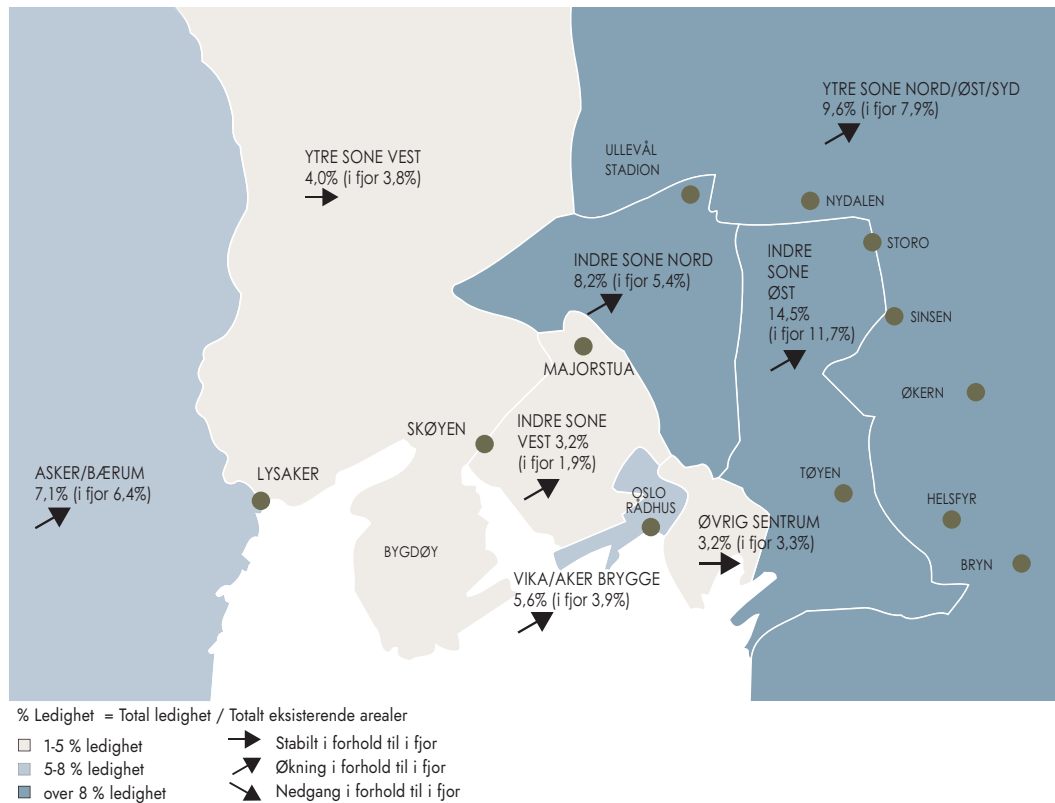 YTRE SONE NORD/ØST/SYD
9,6% (i fjor 7,9%)
ULLEVÅL
STADION
YTRE SONE VEST
4,0% (i fjor 3,8%)
NYDALEN
STORO
INDRE
SONE
ØST
14,5%
(i fjor 11,7%)
INDRE SONE NORD
8,2% (i fjor 5,4%)
SINSEN
MAJORSTUA
ØKERN
SKØYEN
INDRE SONE
VEST 3,2%
(i fjor 1,9%)
ASKER/BÆRUM
7,1% (i fjor 6,4%)
LYSAKER
TØYEN
OSLO
RÅDHUS
HELSFYR
ØVRIG SENTRUM
3,2% (i fjor 3,3%)
BYGDØY
BRYN
VIKA/AKER BRYGGE
5,6% (i fjor 3,9%)
% Ledighet = Total ledighet / Totalt eksisterende arealer
1-5 % ledighet
5-8 % ledighet
over 8 % ledighet
Stabilt i forhold til i fjor
Økning i forhold til i fjor
Nedgang i forhold til i fjor